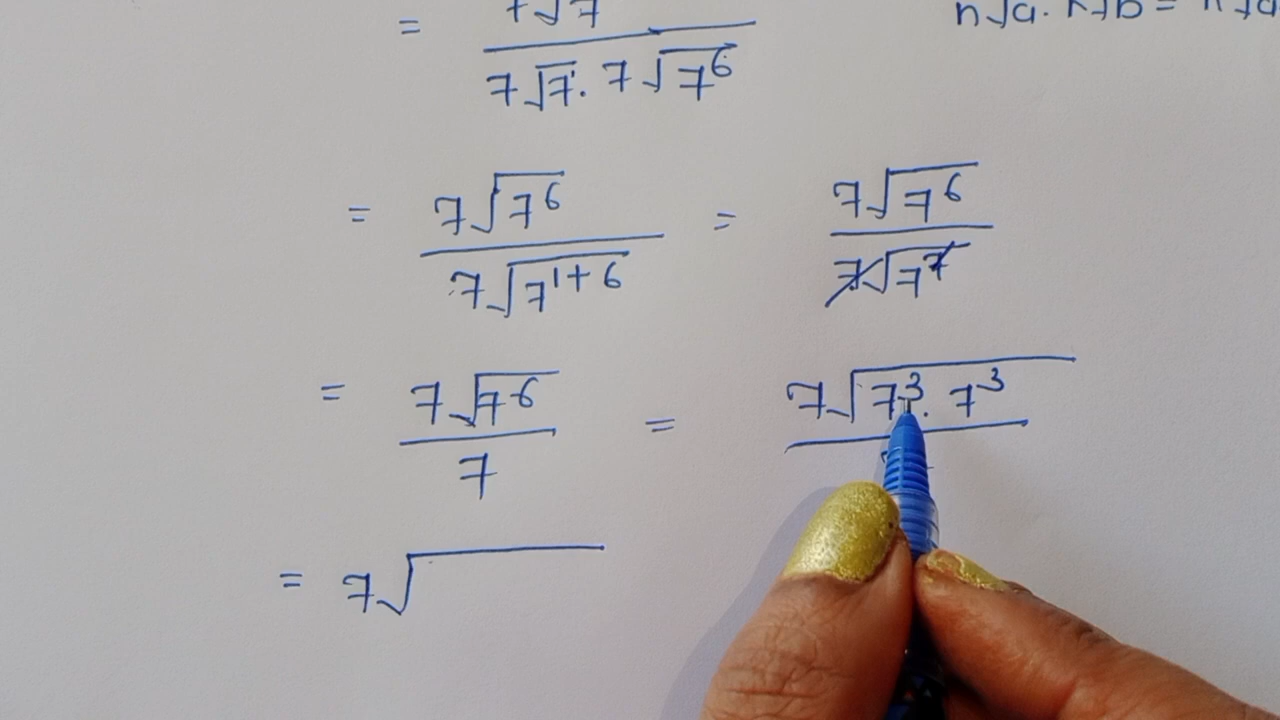 = 7√7 / 7√7 · 7√7⁶
n√a · n√b = n√a
= 7√7⁶ / 7√7¹⁺⁶ = 7√7⁶ / 7√7⁷
= 7√7⁶ / 7 = 7√7³ · 7³
= 7√